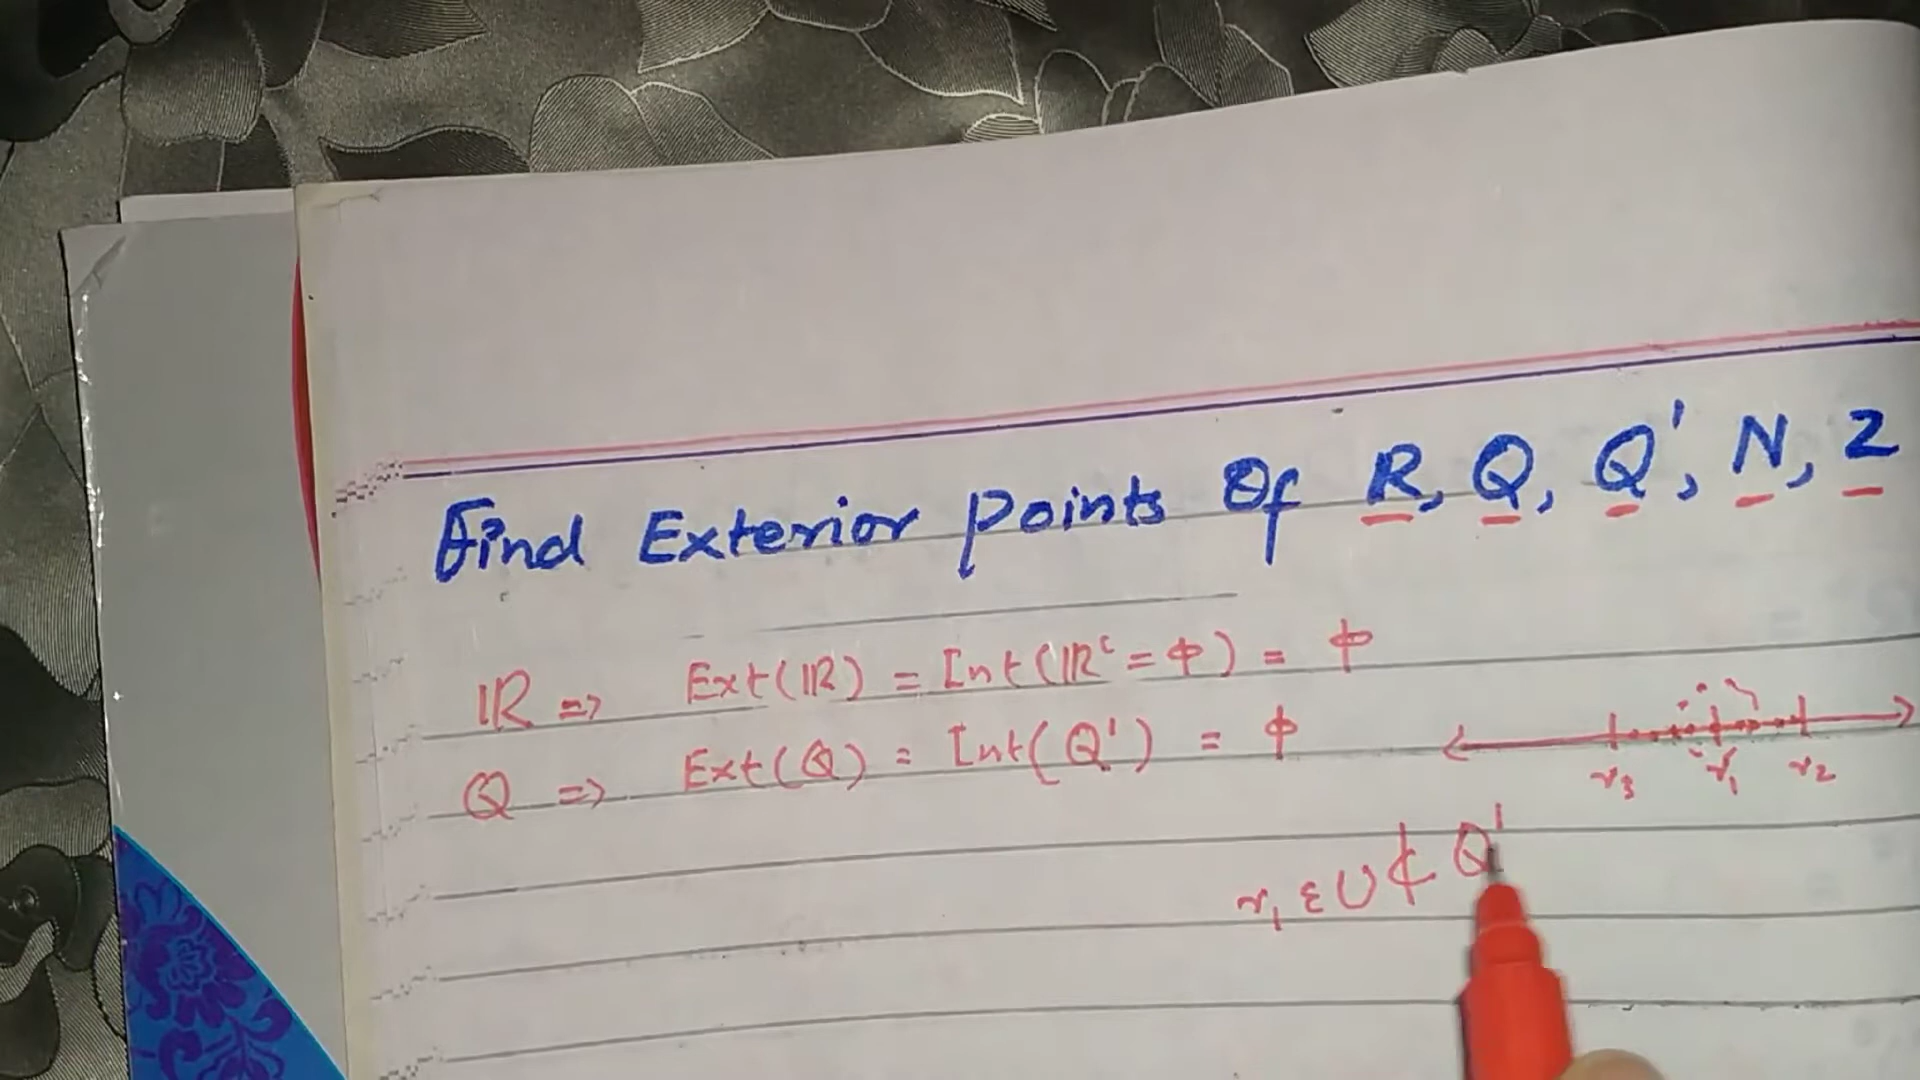 Find Exterior Points Of R, Q, Q', N, Z
IR => Ext(IR) = Int(IR^c = ϕ) = ϕ
Q => Ext(Q) = Int(Q') = ϕ
r₃ r₁ r₂
r₁ ε U ⊄ Q'